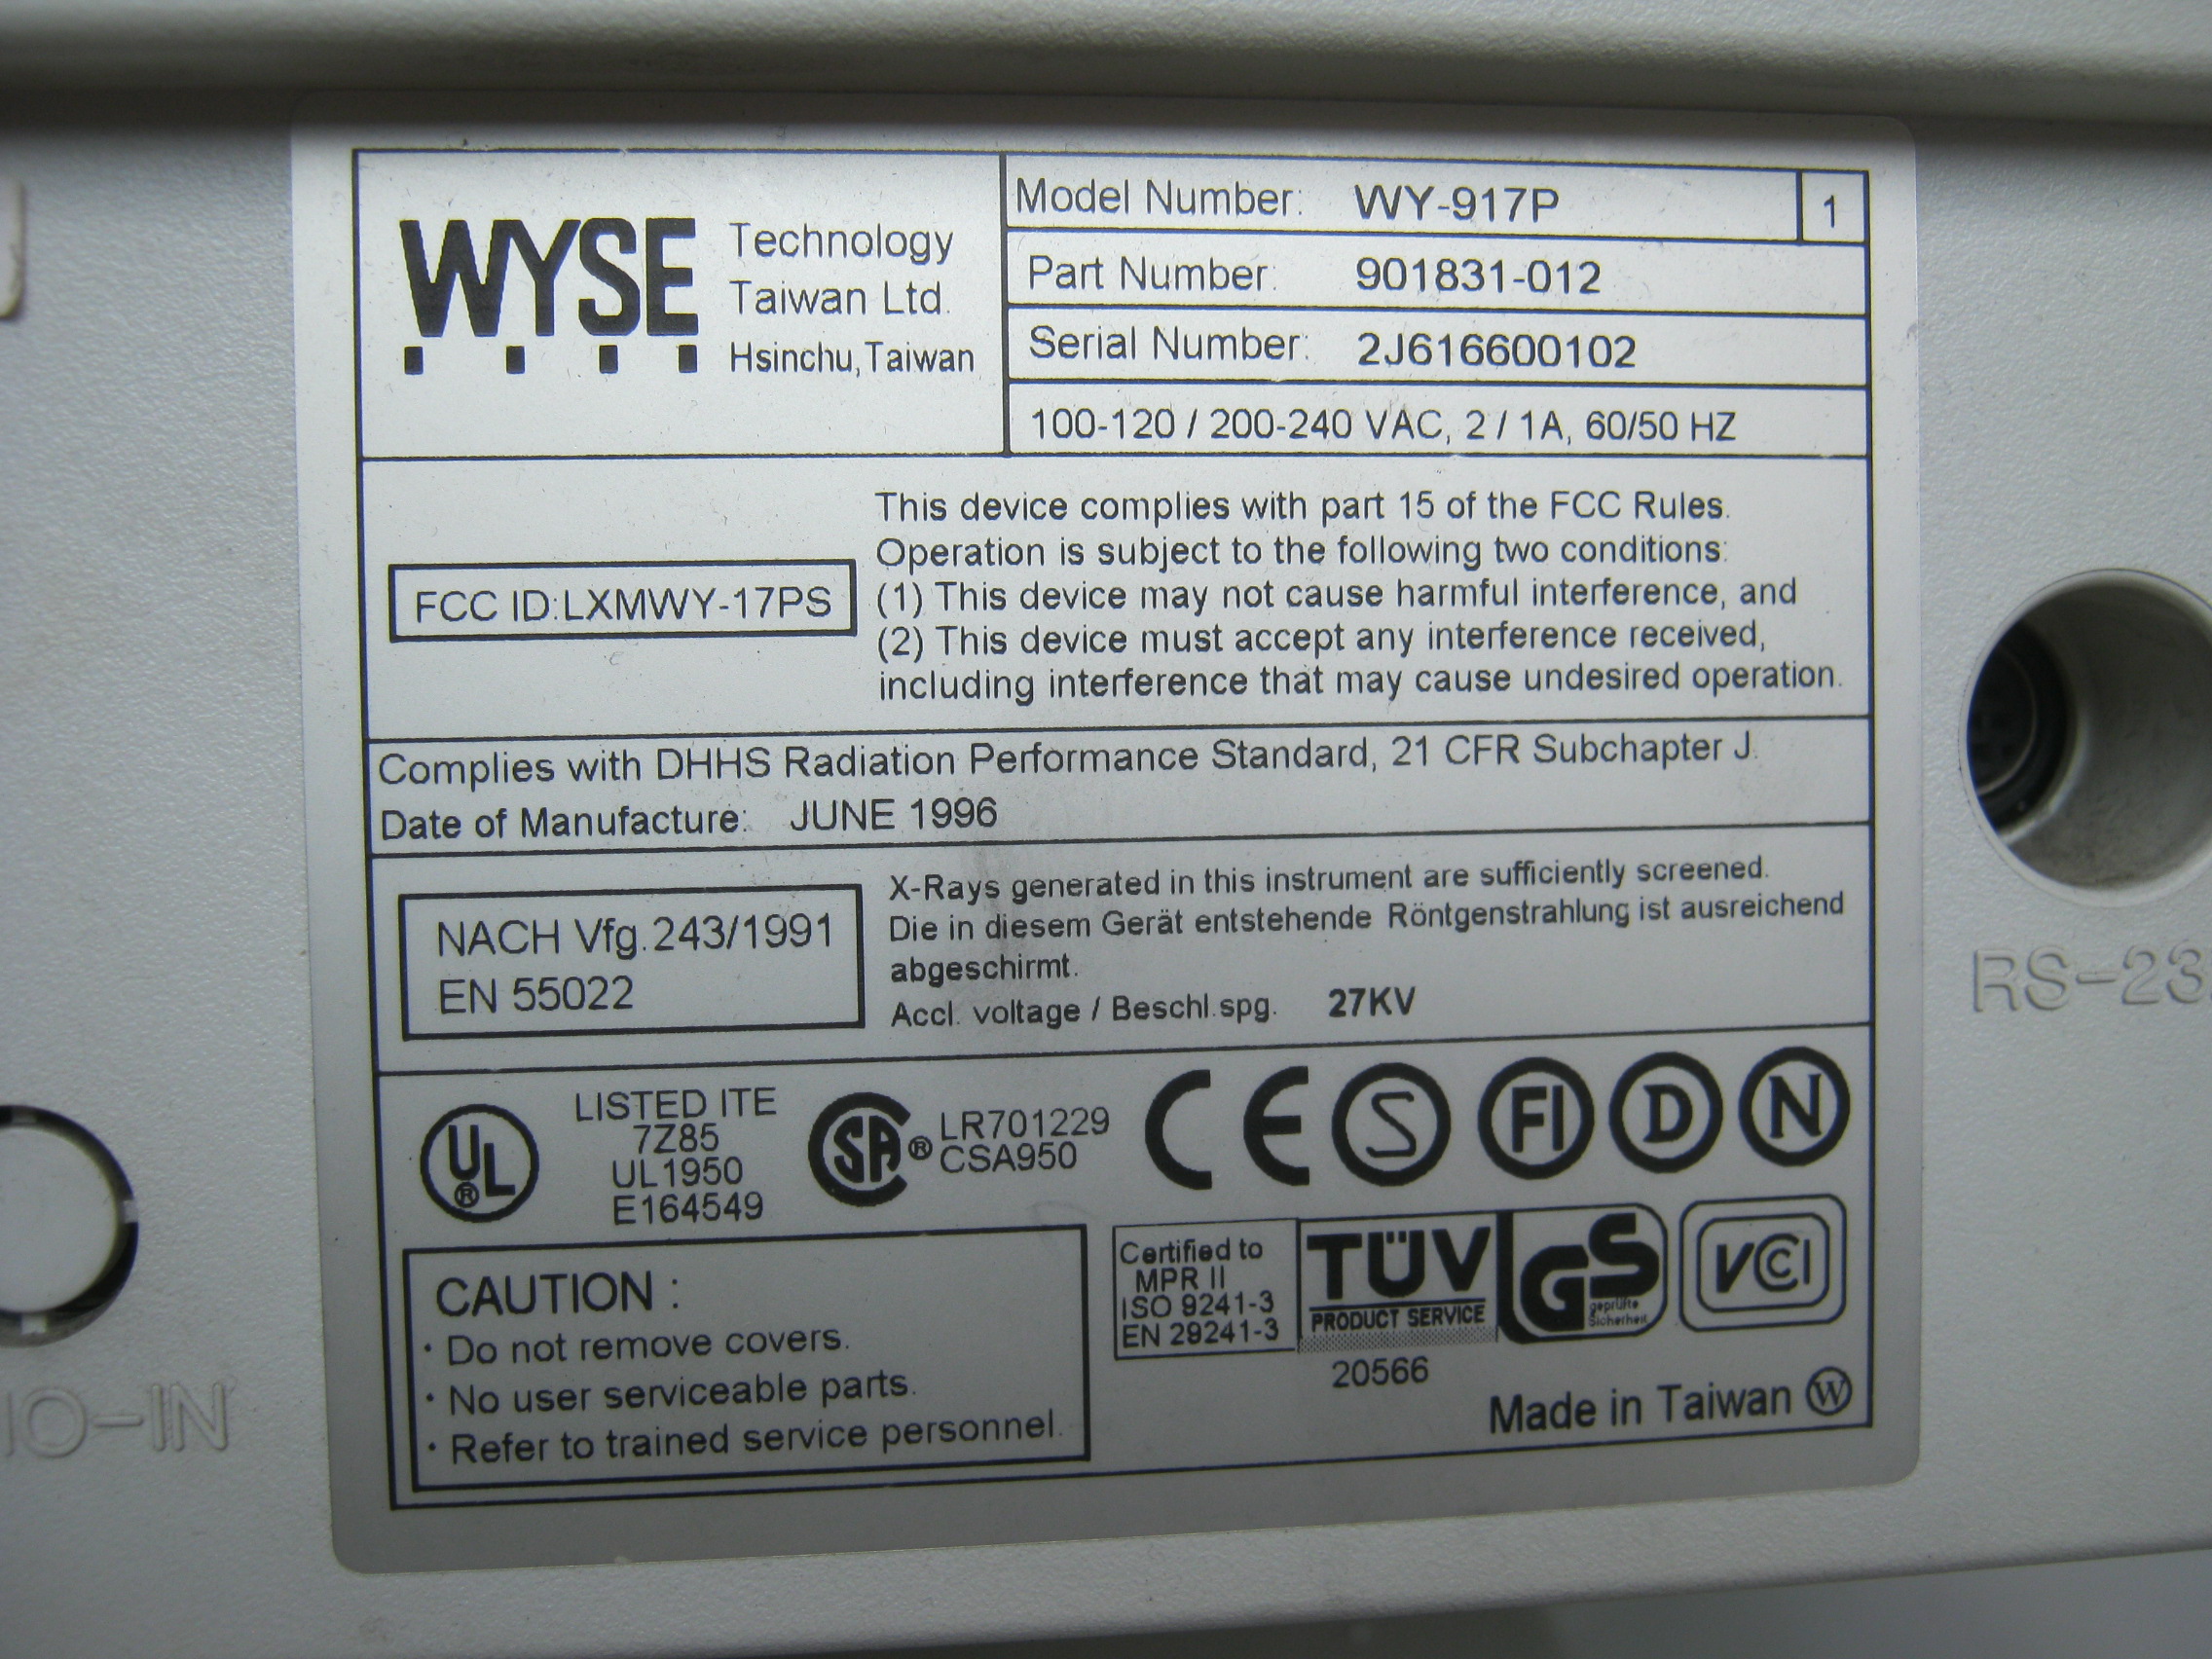 WYSE
Technology
Taiwan Ltd.
Hsinchu, Taiwan
Model Number: WY-917P 1
Part Number: 901831-012
Serial Number: 2J616600102
100-120 / 200-240 VAC, 2 / 1A, 60/50 HZ
FCC ID:LXMWY-17PS
This device complies with part 15 of the FCC Rules.
Operation is subject to the following two conditions:
(1) This device may not cause harmful interference, and
(2) This device must accept any interference received,
including interference that may cause undesired operation.
Complies with DHHS Radiation Performance Standard, 21 CFR Subchapter J.
Date of Manufacture: JUNE 1996
NACH Vfg.243/1991
EN 55022
X-Rays generated in this instrument are sufficiently screened.
Die in diesem Gerät entstehende Röntgenstrahlung ist ausreichend
abgeschirmt.
Accl. voltage / Beschl.spg. 27KV
UL ®
LISTED ITE
7Z85
UL1950
E164549
SA ®
LR701229
CSA950
CE S FI D N
CAUTION :
· Do not remove covers.
· No user serviceable parts.
· Refer to trained service personnel.
Certified to
MPR II
ISO 9241-3
EN 29241-3
TÜV
PRODUCT SERVICE
GS
geprüfte
Sicherheit
VCCI
20566
Made in Taiwan W
IO-IN
RS-23